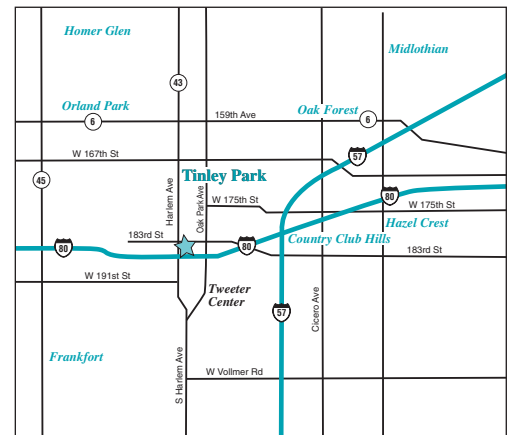 Homer Glen
Midlothian
43
Orland Park
Oak Forest
6
159th Ave
6
57
W 167th St
45
Tinley Park
Harlem Ave
Oak Park Ave
W 175th St
80
W 175th St
Hazel Crest
183rd St
Country Club Hills
80
80
183rd St
W 191st St
Tweeter
Center
57
Cicero Ave
Frankfort
S Harlem Ave
W Vollmer Rd